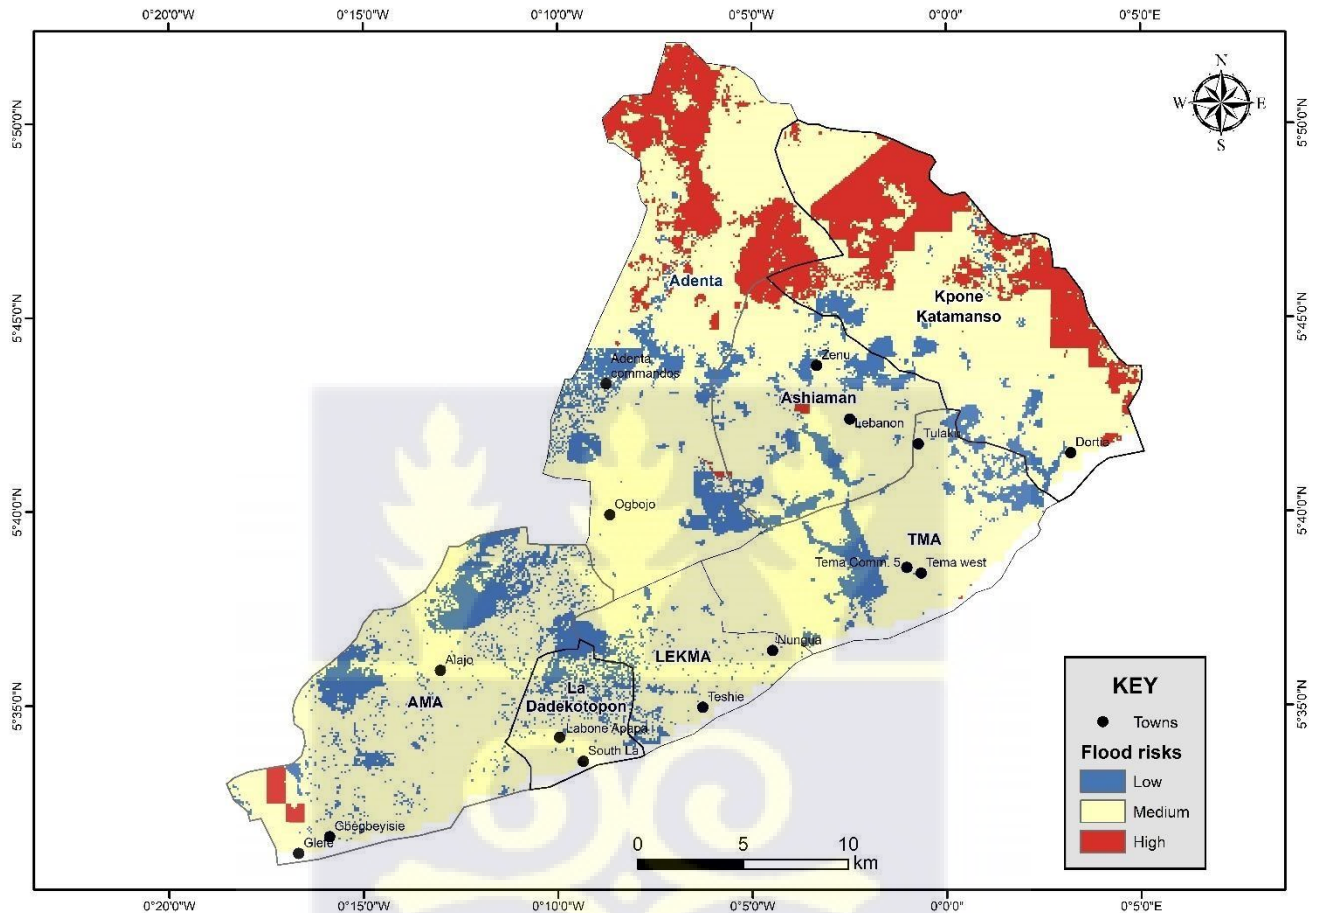 0°20'0"W 0°15'0"W 0°10'0"W 0°5'0"W 0°0'0" 0°5'0"E
N
W E
S
5°50'0"N 5°50'0"N
Adenta
Kpone
Katamanso
5°45'0"N 5°45'0"N
Zenu
Adenta
commandos
Ashiaman
Lebanon
Tulaku
Dortie
5°40'0"N 5°40'0"N
Ogbojo
TMA
Tema Comm. 5 Tema west
Nungua
LEKMA
Alajo
La
Dadekotopon
AMA
Teshie
5°35'0"N 5°35'0"N
Labone Apapa
South La
Gbegbeyisie
Glefe
0 5 10
km
KEY
Towns
Flood risks
Low
Medium
High
0°20'0"W 0°15'0"W 0°10'0"W 0°5'0"W 0°0'0" 0°5'0"E